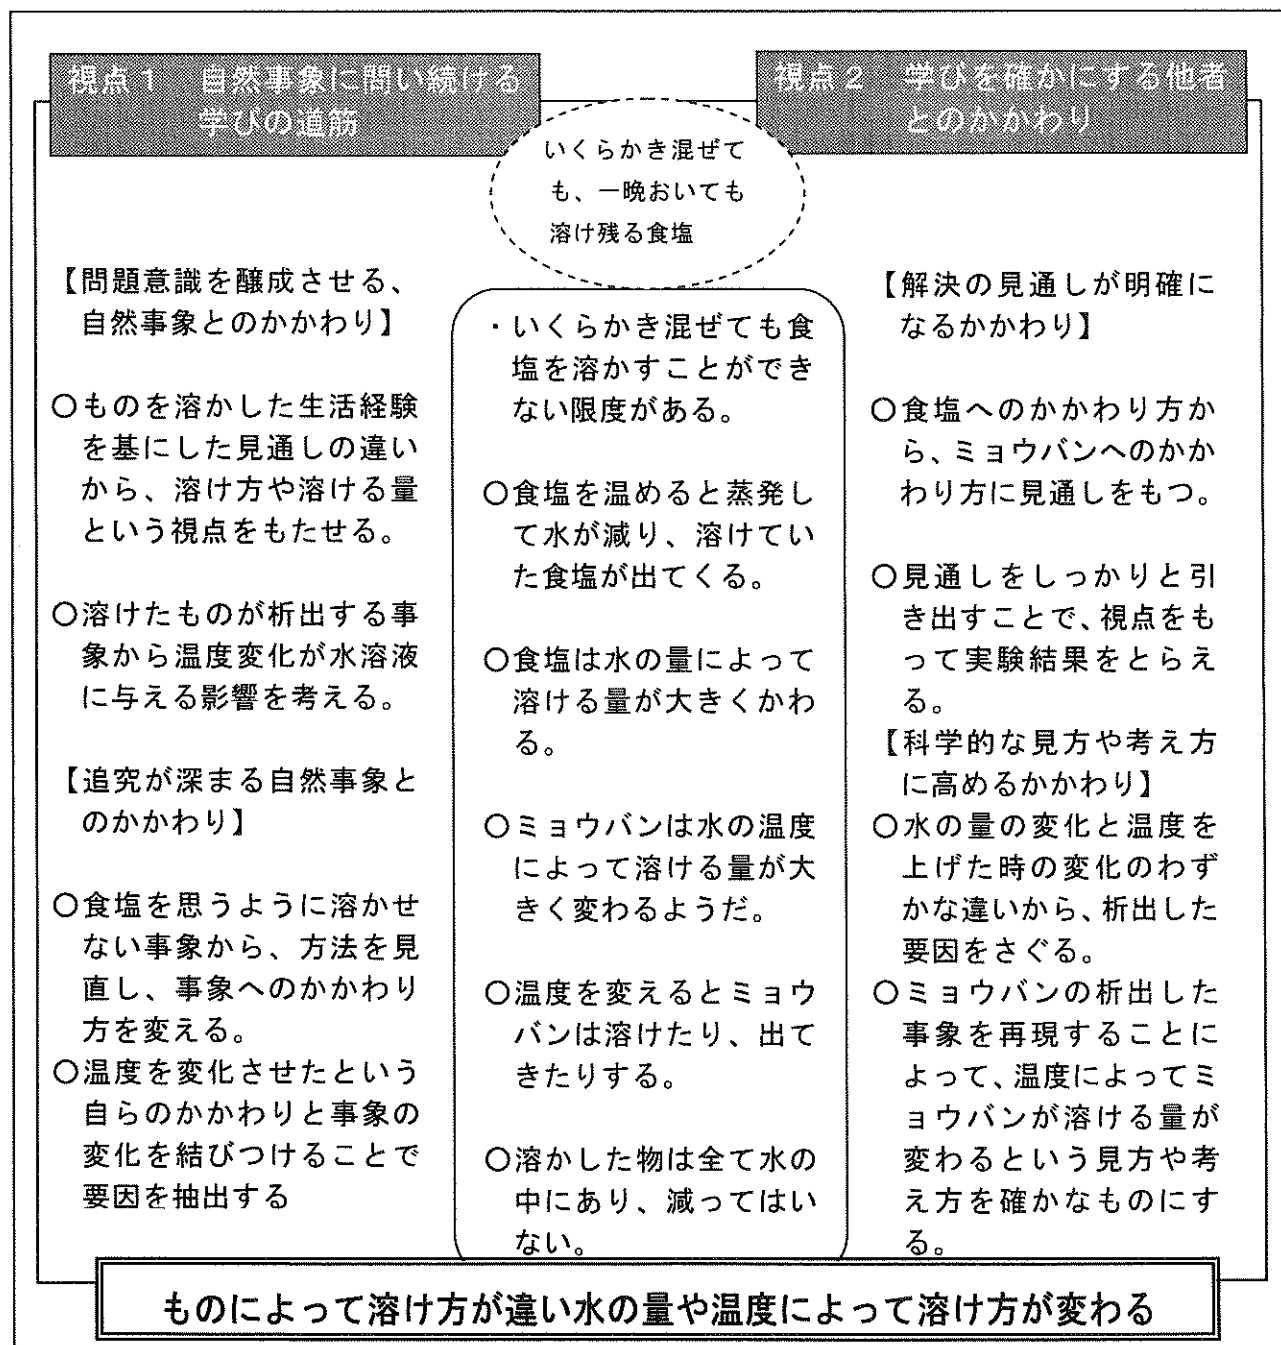 視点１　自然事象に問い続ける
学びの道筋
視点２　学びを確かにする他者
とのかかわり
いくらかき混ぜて
も、一晩おいても
溶け残る食塩
【問題意識を醸成させる、
自然事象とのかかわり】
○ものを溶かした生活経験
を基にした見通しの違い
から、溶け方や溶ける量
という視点をもたせる。
○溶けたものが析出する事
象から温度変化が水溶液
に与える影響を考える。
【追究が深まる自然事象と
のかかわり】
○食塩を思うように溶かせ
ない事象から、方法を見
直し、事象へのかかわり
方を変える。
○温度を変化させたという
自らのかかわりと事象の
変化を結びつけることで
要因を抽出する
・いくらかき混ぜても食
塩を溶かすことができ
ない限度がある。
○食塩を温めると蒸発し
て水が減り、溶けてい
た食塩が出てくる。
○食塩は水の量によって
溶ける量が大きくかわ
る。
○ミョウバンは水の温度
によって溶ける量が大
きく変わるようだ。
○温度を変えるとミョウ
バンは溶けたり、出て
きたりする。
○溶かした物は全て水の
中にあり、減ってはい
ない。
【解決の見通しが明確に
なるかかわり】
○食塩へのかかわり方か
ら、ミョウバンへのかか
わり方に見通しをもつ。
○見通しをしっかりと引
き出すことで、視点をも
って実験結果をとらえ
る。
【科学的な見方や考え方
に高めるかかわり】
○水の量の変化と温度を
上げた時の変化のわず
かな違いから、析出した
要因をさぐる。
○ミョウバンの析出した
事象を再現することに
よって、温度によってミ
ョウバンが溶ける量が
変わるという見方や考
え方を確かなものにす
る。
ものによって溶け方が違い水の量や温度によって溶け方が変わる